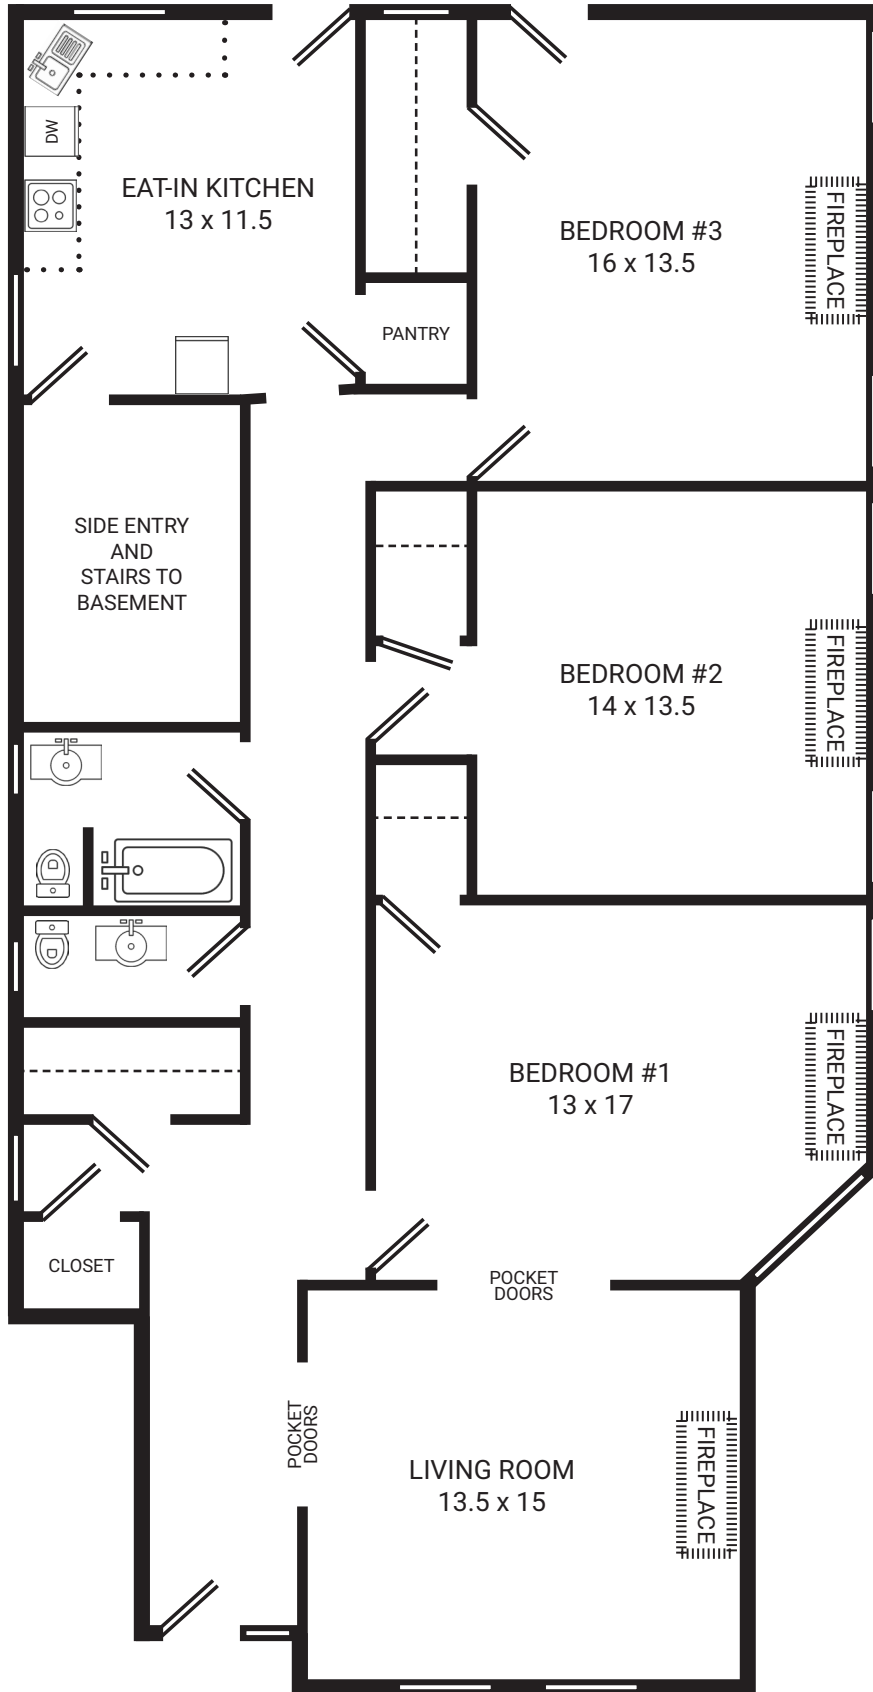 DW
EAT-IN KITCHEN
13 x 11.5
BEDROOM #3
16 x 13.5
FIREPLACE
PANTRY
SIDE ENTRY
AND
STAIRS TO
BASEMENT
BEDROOM #2
14 x 13.5
FIREPLACE
BEDROOM #1
13 x 17
FIREPLACE
CLOSET
POCKET
DOORS
POCKET
DOORS
LIVING ROOM
13.5 x 15
FIREPLACE